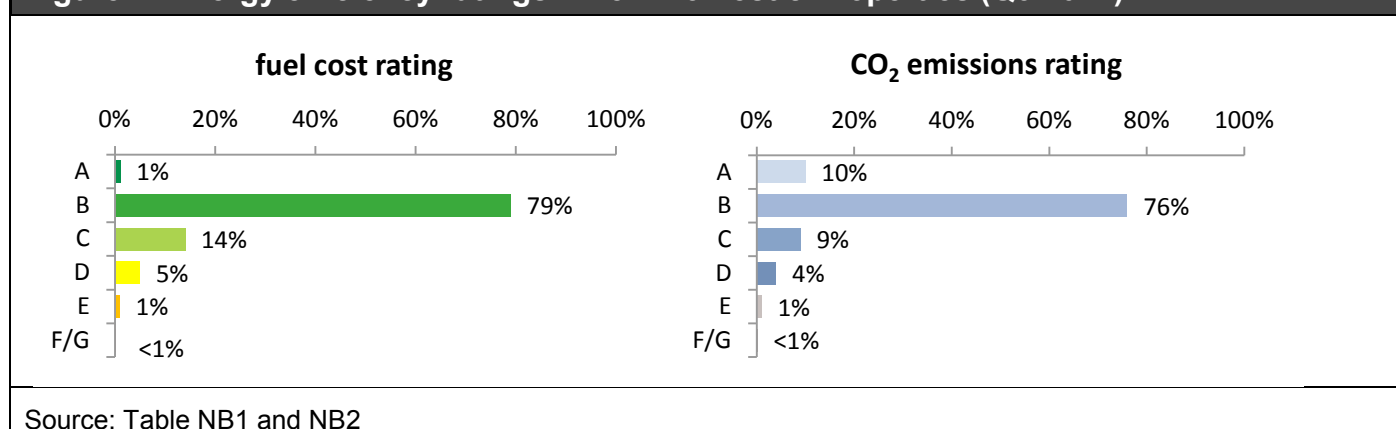 fuel cost rating
0% 20% 40% 60% 80% 100%
A 1%
B 79%
C 14%
D 5%
E 1%
F/G <1%
CO₂ emissions rating
0% 20% 40% 60% 80% 100%
A 10%
B 76%
C 9%
D 4%
E 1%
F/G <1%
Source: Table NB1 and NB2